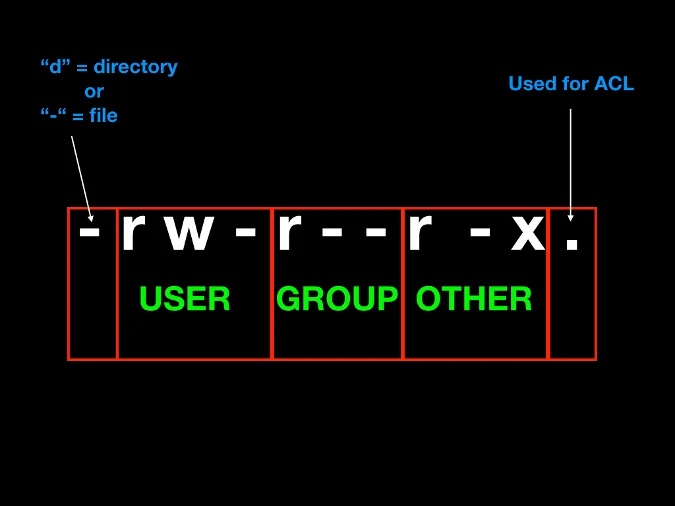 “d” = directory
or
“-“ = file
Used for ACL
- r w - r - - r - x .
USER GROUP OTHER